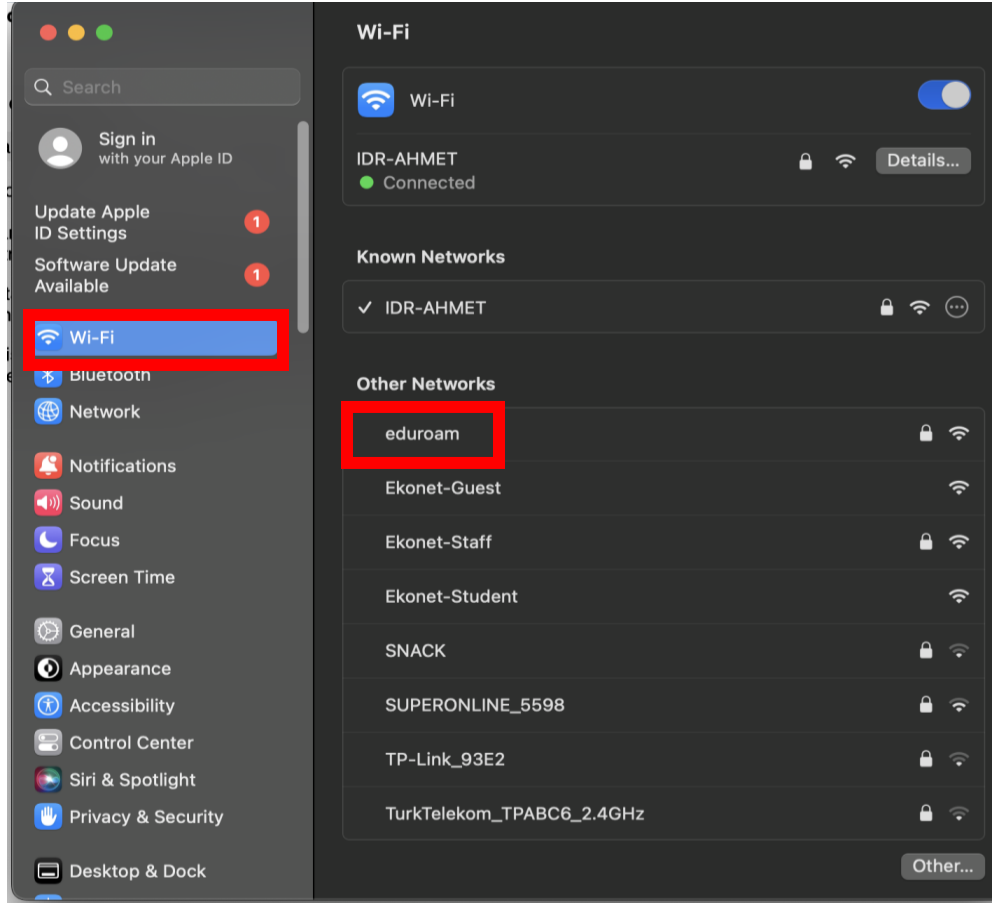 Search
Sign in
with your Apple ID
Update Apple
ID Settings
1
Software Update
Available
1
Wi-Fi
Bluetooth
Network
Notifications
Sound
Focus
Screen Time
General
Appearance
Accessibility
Control Center
Siri & Spotlight
Privacy & Security
Desktop & Dock
Wi-Fi
Wi-Fi
IDR-AHMET
Details...
Connected
Known Networks
IDR-AHMET
Other Networks
eduroam
Ekonet-Guest
Ekonet-Staff
Ekonet-Student
SNACK
SUPERONLINE_5598
TP-Link_93E2
TurkTelekom_TPABC6_2.4GHz
Other...